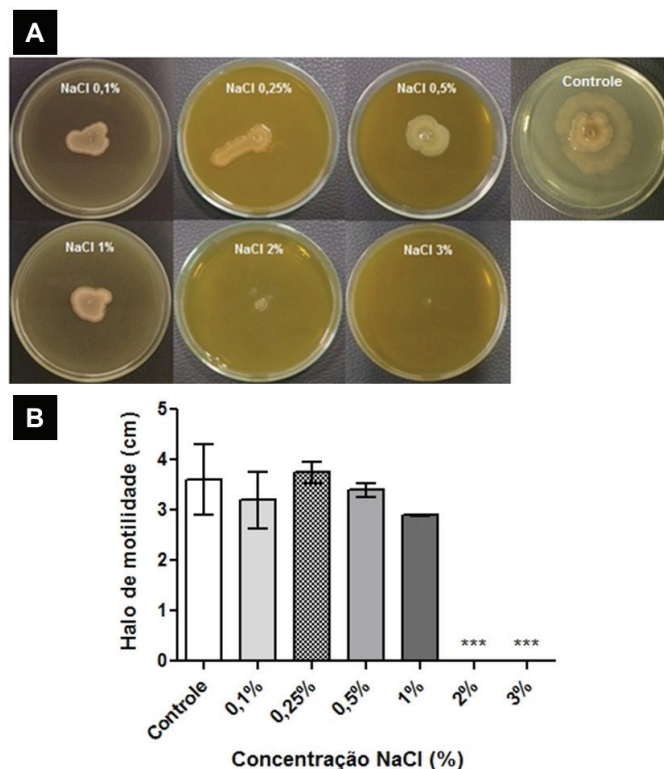 A
NaCl 0,1%
NaCl 0,25%
NaCl 0,5%
Controle
NaCl 1%
NaCl 2%
NaCl 3%
B
Halo de motilidade (cm)
5
4
3
2
1
0
*** ***
Controle 0,1% 0,25% 0,5% 1% 2% 3%
Concentração NaCl (%)